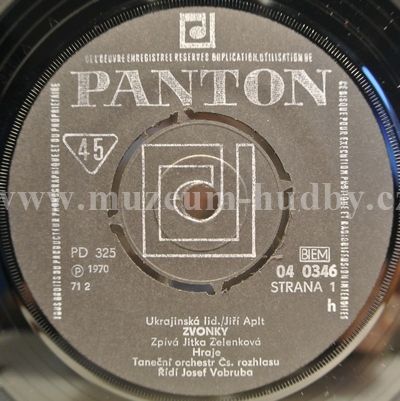 DE L'OEUVRE ENREGISTREE RESERVES DUPLICATION, UTILISATION DE
PANTON
45
TOUS DROITS DU PRODUCTEUR PHONOGRAPHIQUE ET DU PROPRIETAIRE
CE DISQUE POUR EXECUTION PUBLIQUE ET RADIODIFFUSION INTERDITES
www.muzeum-hudby.cz
PD 325
Ⓟ 1970
71 2
BIEM
04 0346
STRANA 1
h
Ukrajinská lid./Jiří Aplt
ZVONKY
Zpívá Jitka Zelenková
Hraje
Taneční orchestr Čs. rozhlasu
Řídí Josef Vobruba